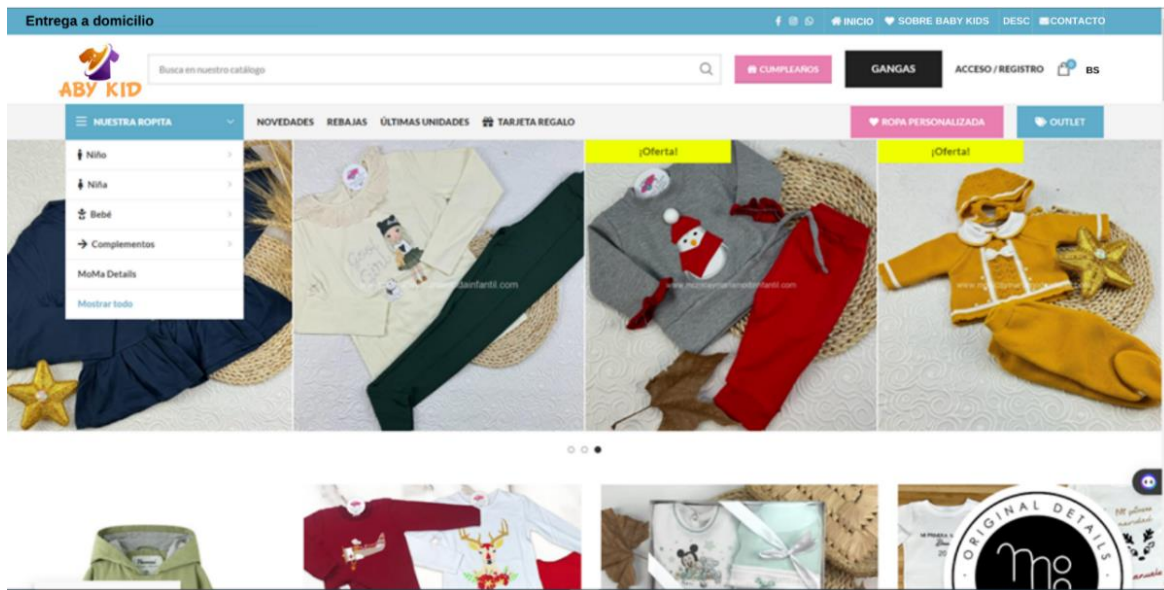 Entrega a domicilio
INICIO SOBRE BABY KIDS DESC CONTACTO
ABY KID
Busca en nuestro catálogo
CUMPLEAÑOS
GANGAS
ACCESO / REGISTRO
0
BS
NUESTRA ROPITA
NOVEDADES REBAJAS ÚLTIMAS UNIDADES TARJETA REGALO
ROPA PERSONALIZADA
OUTLET
Niño
Niña
Bebé
Complementos
MoMa Details
Mostrar todo
¡Oferta!
¡Oferta!
Good
Girl
ORIGINAL DETAILS